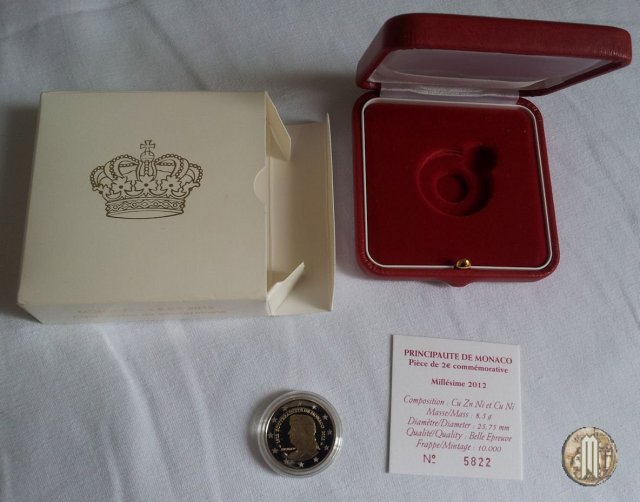 PRINCIPAUTE DE MONACO
Pièce de 2€ commémorative
Millésime 2012
Composition : Cu Zn Ni et Cu Ni
Masse/Mass : 8,5 g
Diamètre/Diameter : 25,75 mm
Qualité/Quality : Belle Epreuve
Frappe/Mintage : 10.000
N° 5822